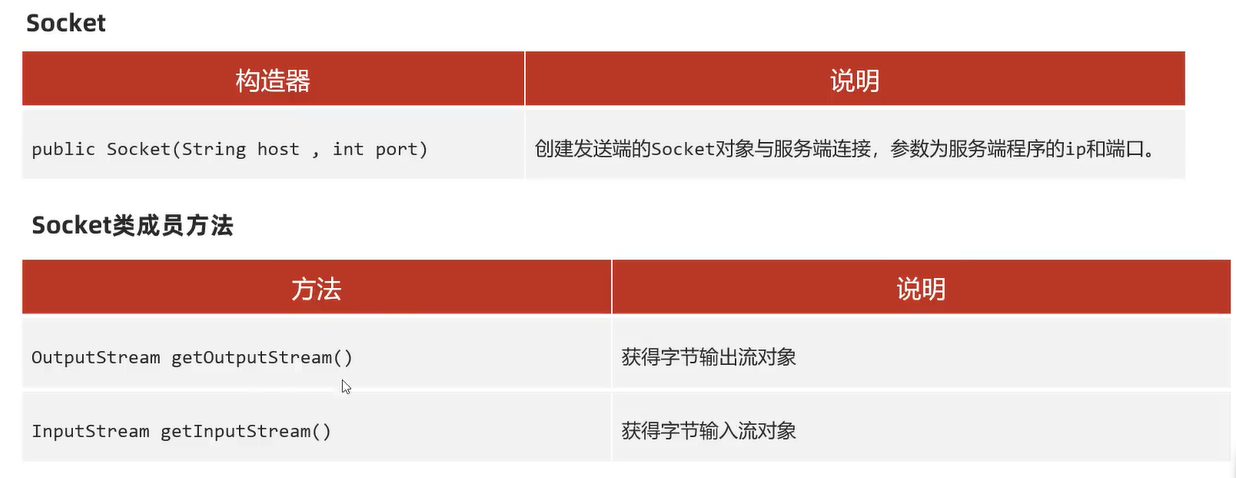 Socket
构造器 说明
public Socket(String host , int port) 创建发送端的Socket对象与服务端连接，参数为服务端程序的ip和端口。
Socket类成员方法
方法 说明
OutputStream getOutputStream() 获得字节输出流对象
InputStream getInputStream() 获得字节输入流对象